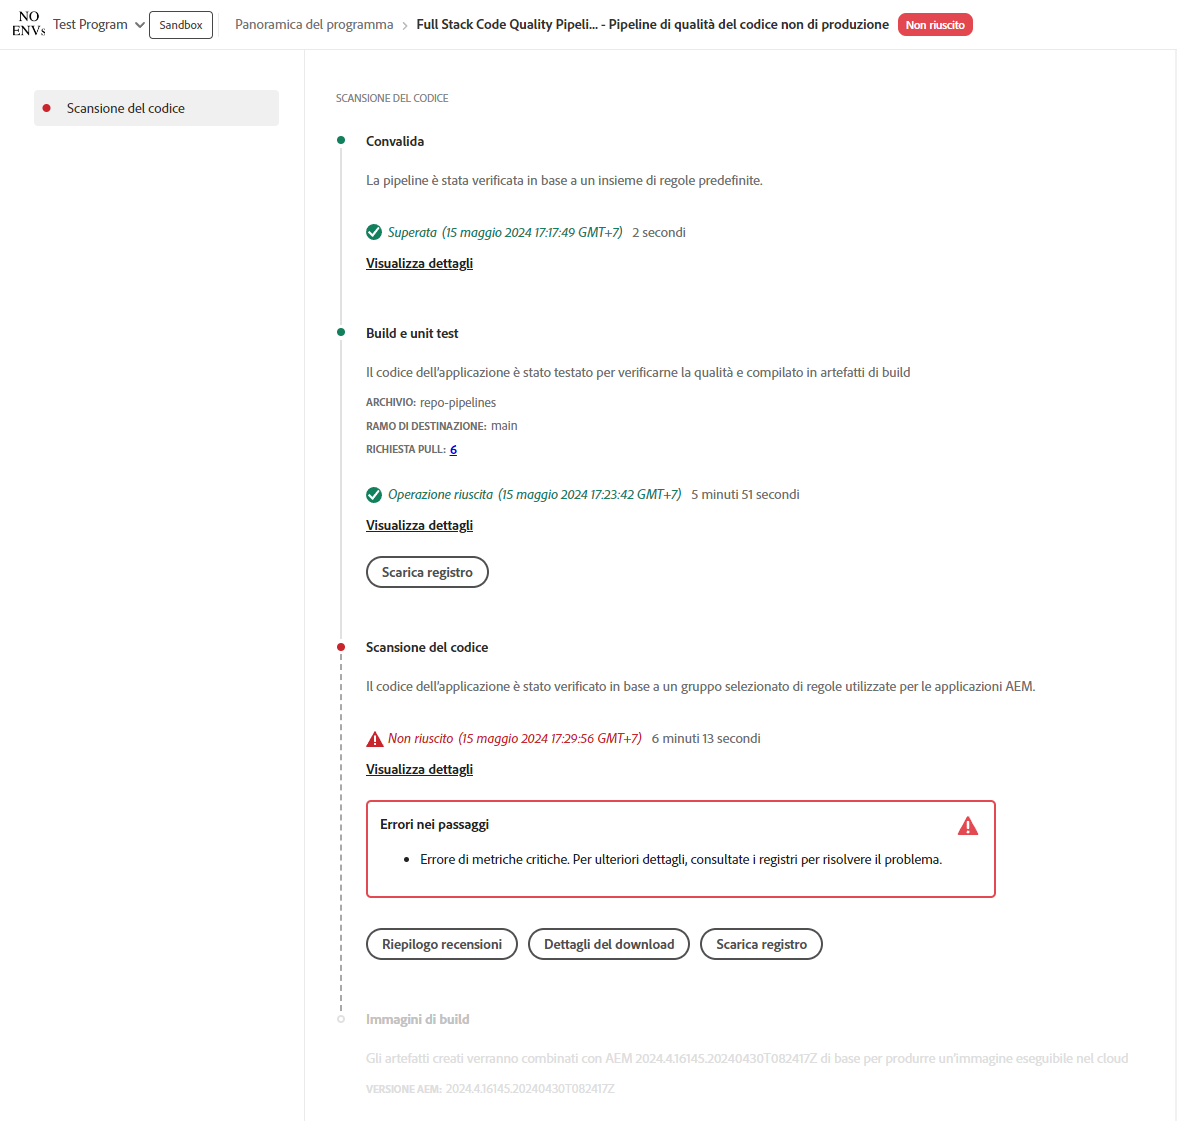 NO
ENVs
Test Program
Sandbox
Panoramica del programma
Full Stack Code Quality Pipeli... - Pipeline di qualità del codice non di produzione
Non riuscito
Scansione del codice
SCANSIONE DEL CODICE
Convalida
La pipeline è stata verificata in base a un insieme di regole predefinite.
Superata (15 maggio 2024 17:17:49 GMT+7) 2 secondi
Visualizza dettagli
Build e unit test
Il codice dell'applicazione è stato testato per verificarne la qualità e compilato in artefatti di build
ARCHIVIO: repo-pipelines
RAMO DI DESTINAZIONE: main
RICHIESTA PULL: 6
Operazione riuscita (15 maggio 2024 17:23:42 GMT+7) 5 minuti 51 secondi
Visualizza dettagli
Scarica registro
Scansione del codice
Il codice dell'applicazione è stato verificato in base a un gruppo selezionato di regole utilizzate per le applicazioni AEM.
Non riuscito (15 maggio 2024 17:29:56 GMT+7) 6 minuti 13 secondi
Visualizza dettagli
Errori nei passaggi
Errore di metriche critiche. Per ulteriori dettagli, consultate i registri per risolvere il problema.
Riepilogo recensioni
Dettagli del download
Scarica registro
Immagini di build
Gli artefatti creati verranno combinati con AEM 2024.4.16145.20240430T082417Z di base per produrre un'immagine eseguibile nel cloud
VERSIONE AEM: 2024.4.16145.20240430T082417Z